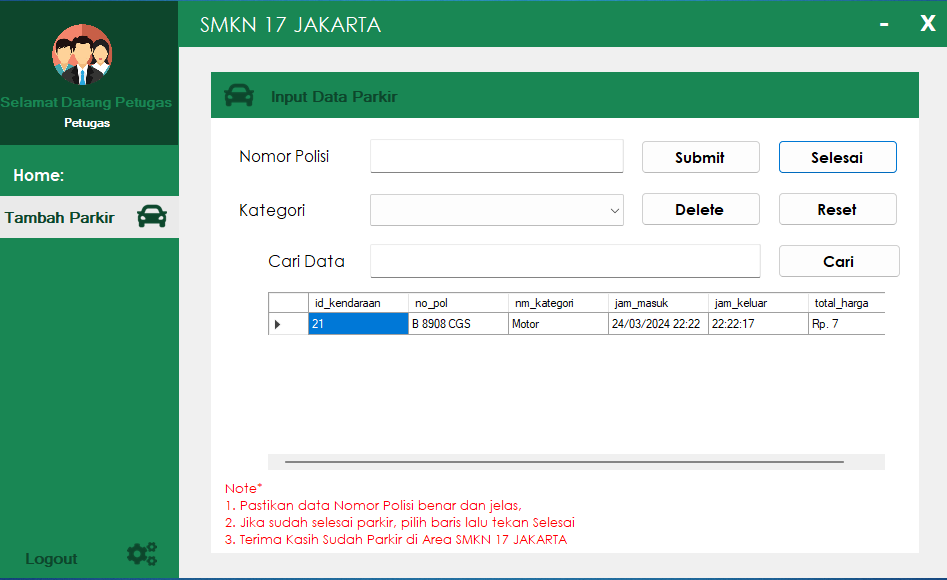 SMKN 17 JAKARTA
- X
Selamat Datang Petugas
Petugas
Home:
Tambah Parkir
Logout
Input Data Parkir
Nomor Polisi
Submit Selesai
Kategori
Delete Reset
Cari Data
Cari
id_kendaraan no_pol nm_kategori jam_masuk jam_keluar total_harga
21 B 8908 CGS Motor 24/03/2024 22:22 22:22:17 Rp. 7
Note*
1. Pastikan data Nomor Polisi benar dan jelas,
2. Jika sudah selesai parkir, pilih baris lalu tekan Selesai
3. Terima Kasih Sudah Parkir di Area SMKN 17 JAKARTA